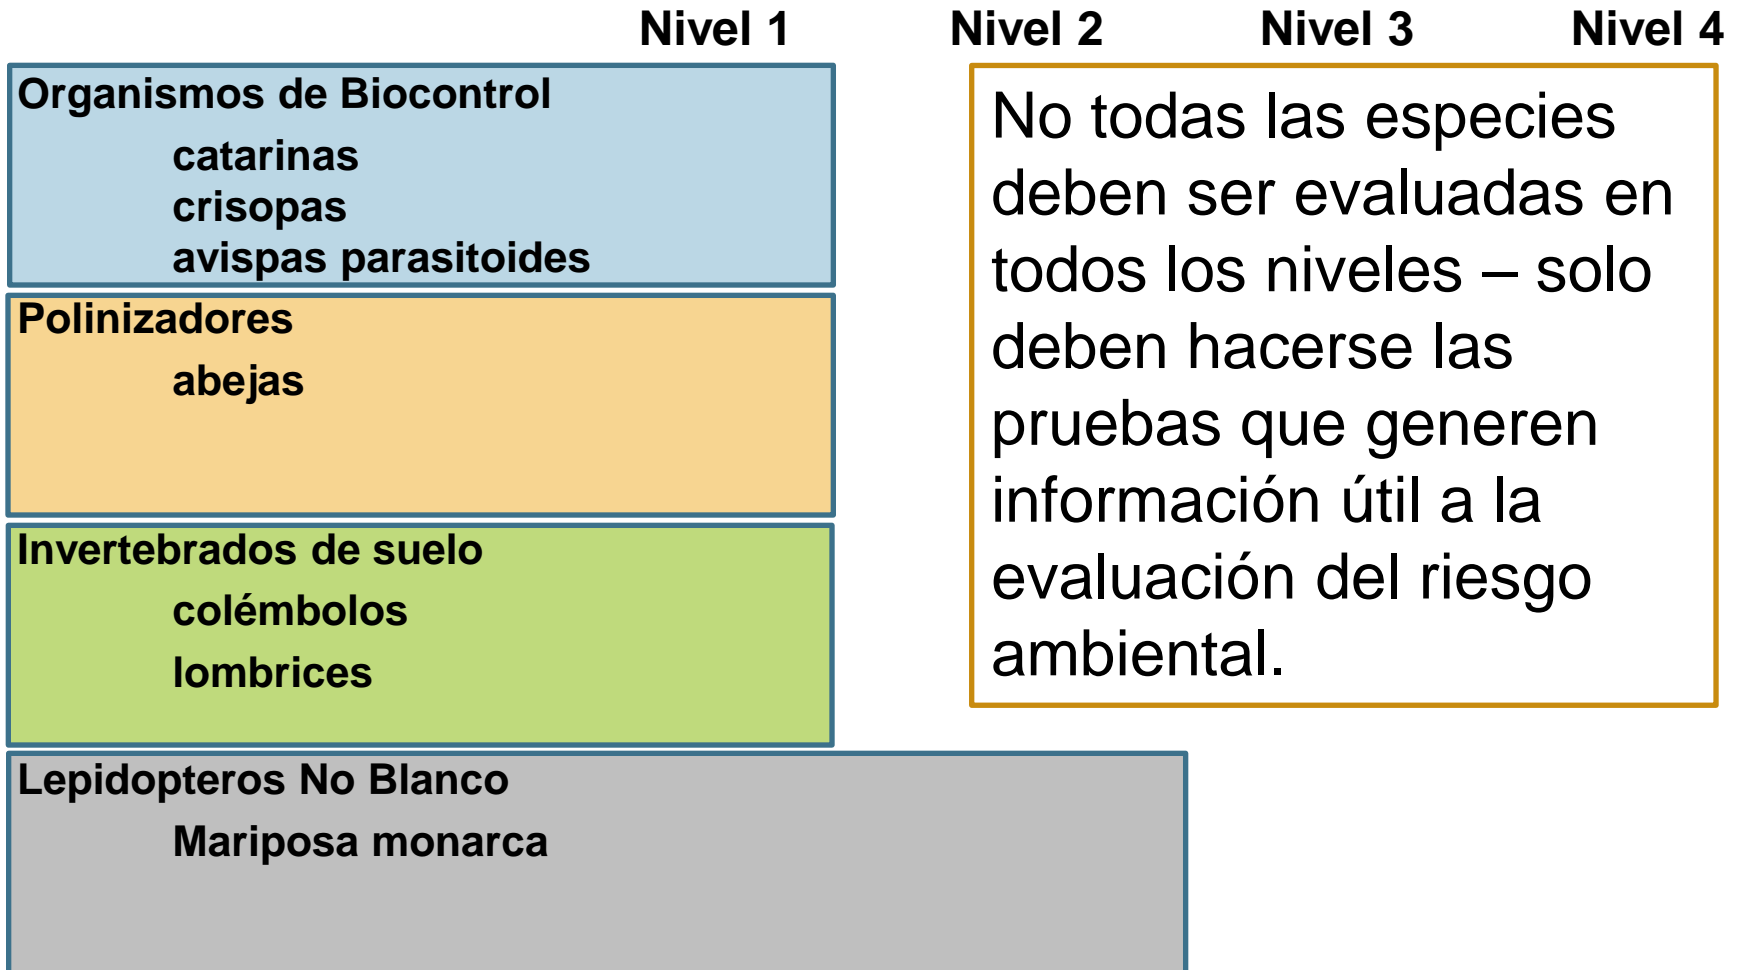 Nivel 1 Nivel 2 Nivel 3 Nivel 4
Organismos de Biocontrol
catarinas
crisopas
avispas parasitoides
Polinizadores
abejas
Invertebrados de suelo
colémbolos
lombrices
Lepidopteros No Blanco
Mariposa monarca
No todas las especies
deben ser evaluadas en
todos los niveles – solo
deben hacerse las
pruebas que generen
información útil a la
evaluación del riesgo
ambiental.